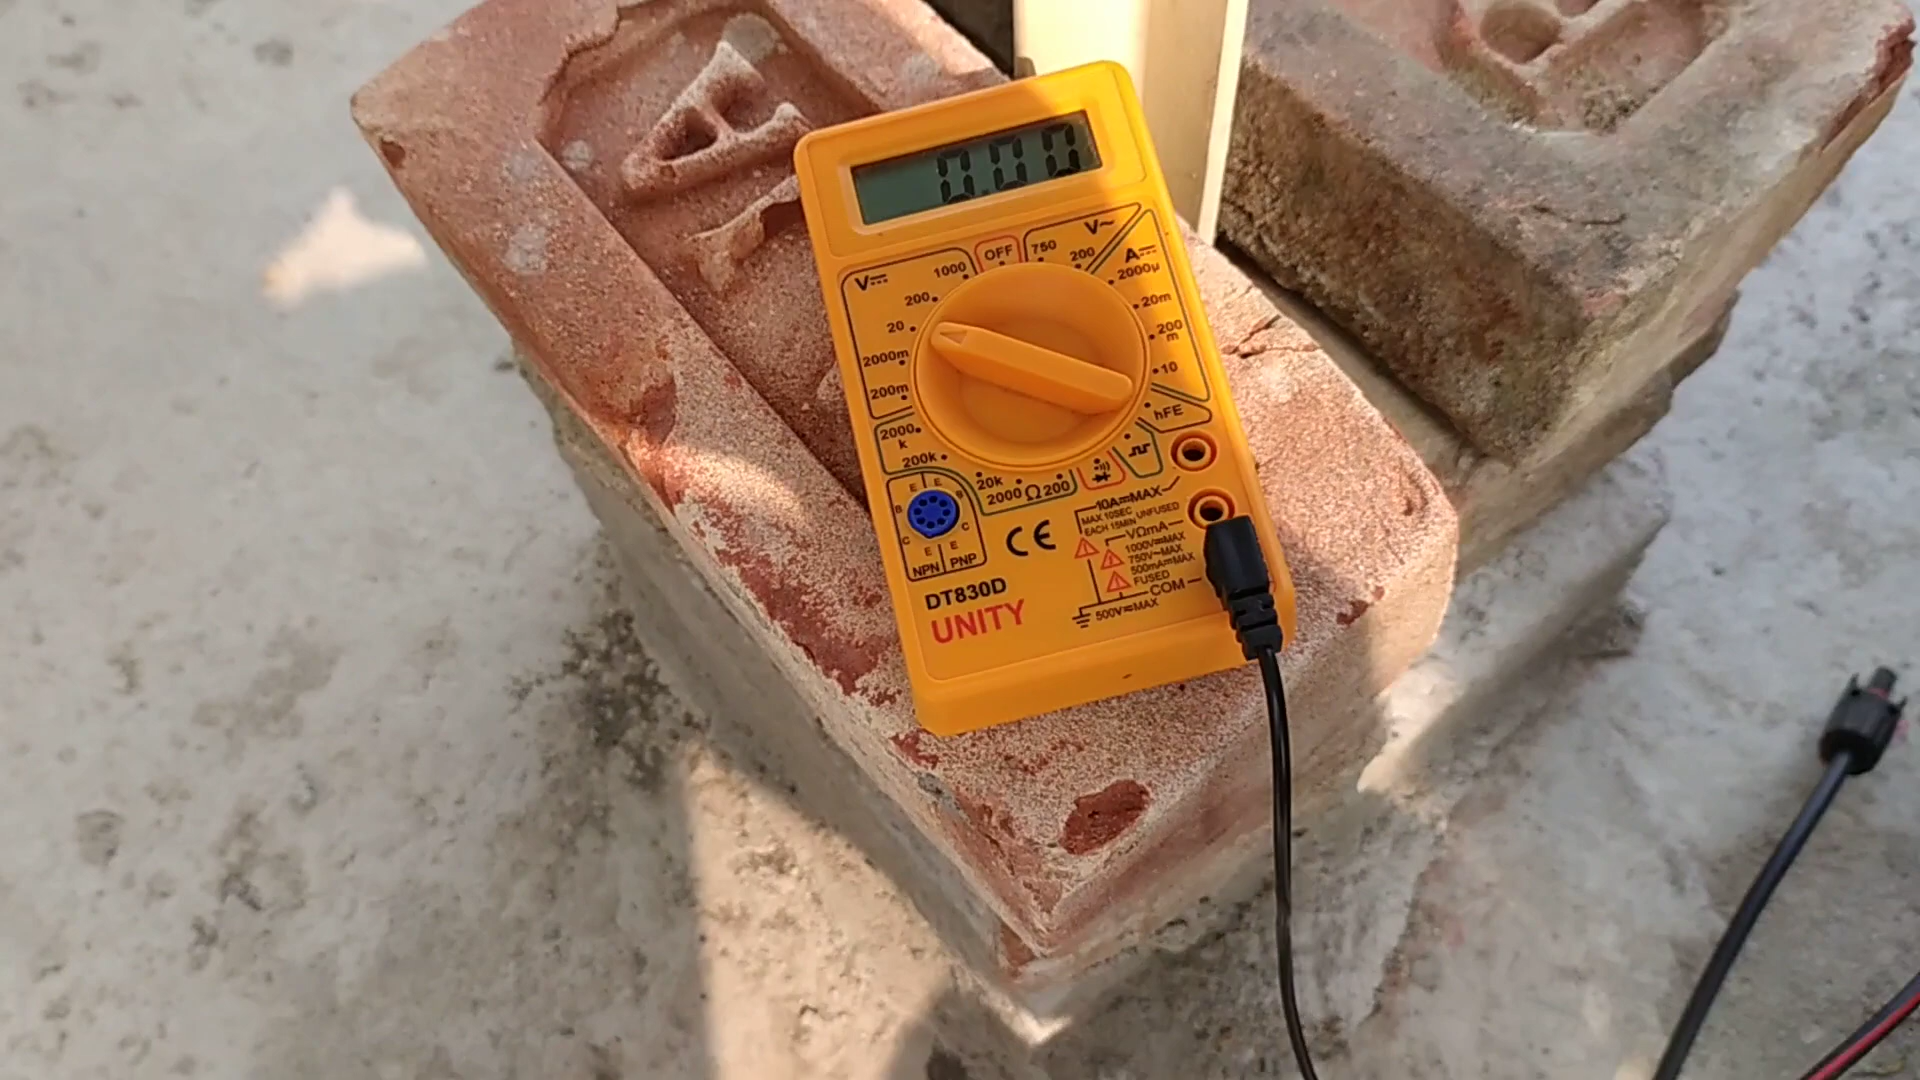 0.00
OFF
V⎓
1000
200
20
2000m
200m
750
200
V~
A⎓
2000µ
20m
200
m
10
hFE
2000
k
200k
20k
2000
Ω
200
E E
B
B
C
C
E E
NPN PNP
CE
DT830D
UNITY
10A⎓MAX
MAX 10SEC UNFUSED
EACH 15MIN
VΩmA
1000V⎓MAX
750V~MAX
500mA⎓MAX
FUSED
COM
500V⎓MAX